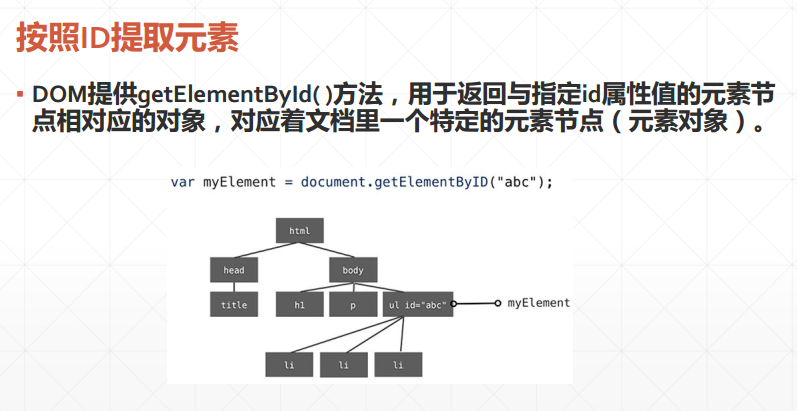 按照ID提取元素
▪ DOM提供getElementById( )方法，用于返回与指定id属性值的元素节
点相对应的对象，对应着文档里一个特定的元素节点（元素对象）。
var myElement = document.getElementByID("abc");
html
head body
title h1 p ul id="abc" myElement
li li li